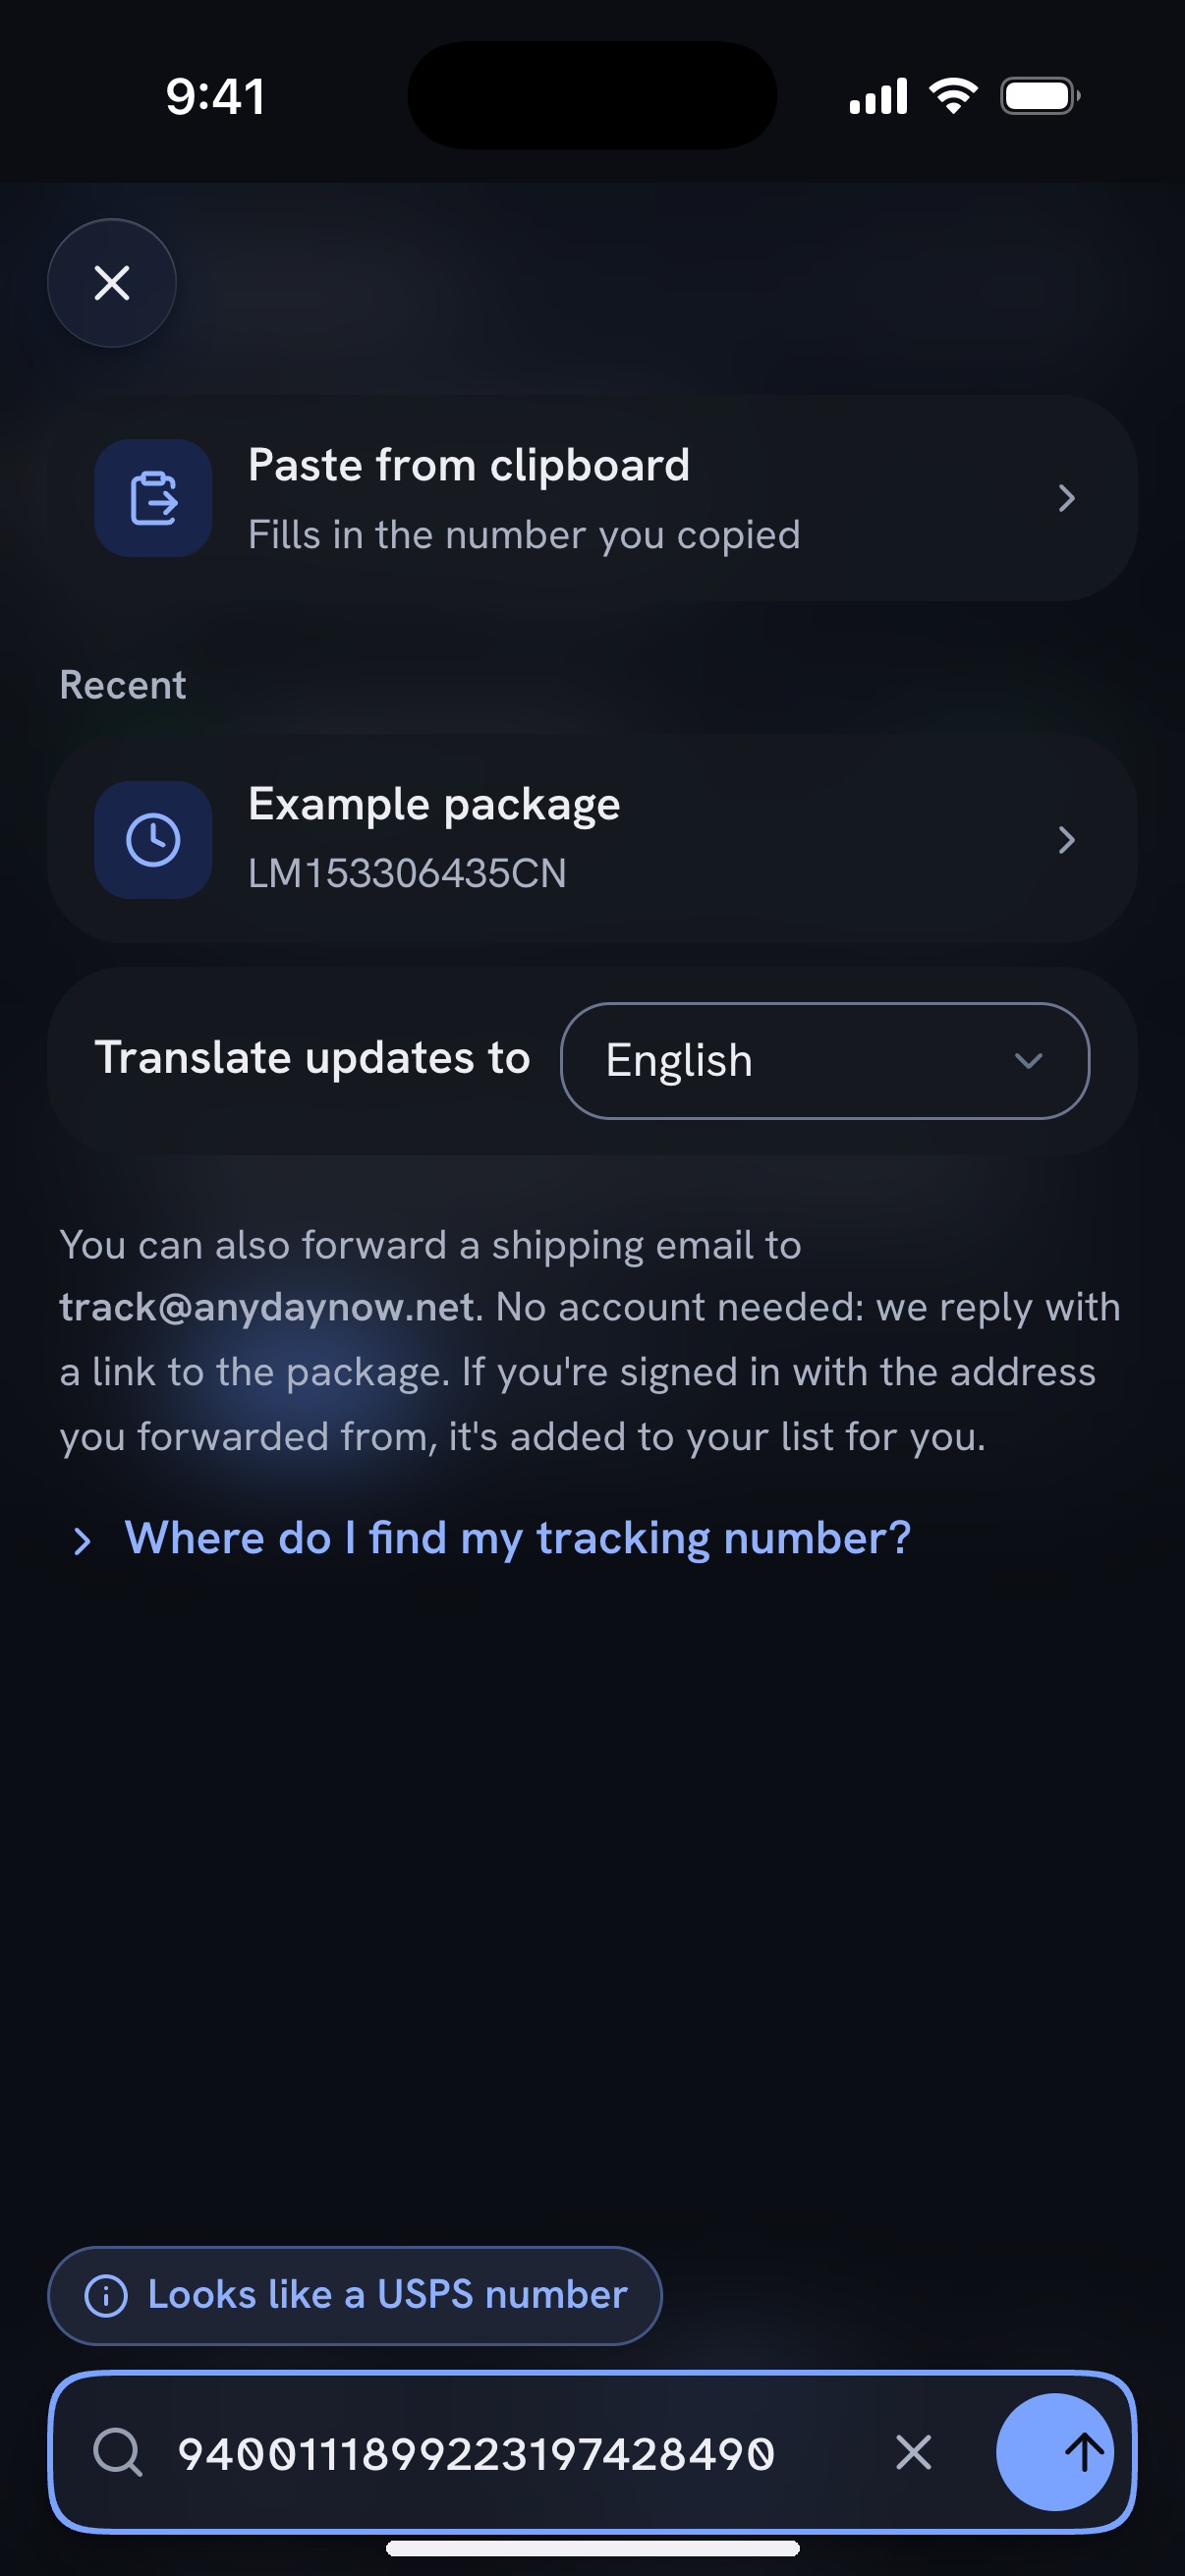 9:41
Paste from clipboard
Fills in the number you copied
Recent
Example package
LM153306435CN
Translate updates to
English
You can also forward a shipping email to
track@anydaynow.net. No account needed: we reply with
a link to the package. If you're signed in with the address
you forwarded from, it's added to your list for you.
Where do I find my tracking number?
Looks like a USPS number
9400111899223197428490